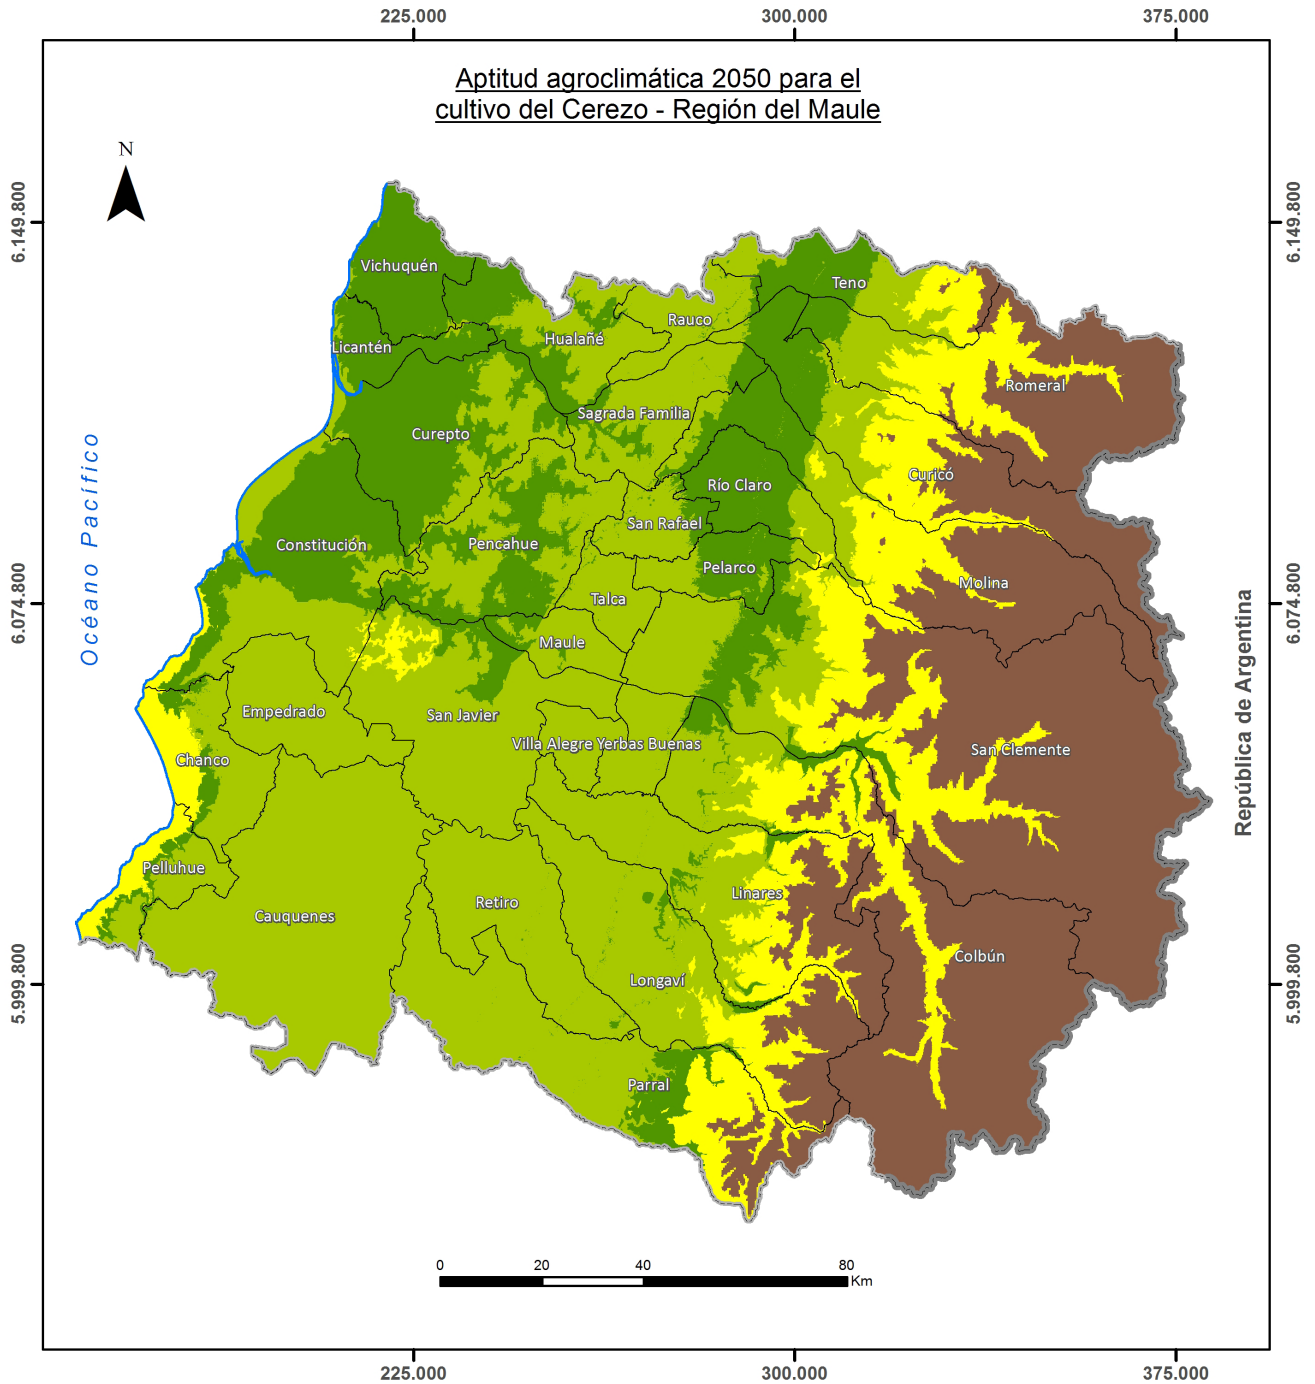 225.000
300.000
375.000
Aptitud agroclimática 2050 para el
cultivo del Cerezo - Región del Maule
N
6.149.800
6.149.800
Vichuquén
Teno
Rauco
Hualañé
Licantén
Romeral
Sagrada Familia
Curepto
Océano Pacífico
Curicó
Río Claro
San Rafael
Constitución
Pencahue
Pelarco
Molina
6.074.800
6.074.800
Talca
Maule
República de Argentina
Empedrado
San Javier
Villa Alegre
Yerbas Buenas
San Clemente
Chanco
Pelluhue
Linares
Retiro
Cauquenes
Colbún
Longaví
5.999.800
5.999.800
Parral
0
20
40
80
Km
225.000
300.000
375.000